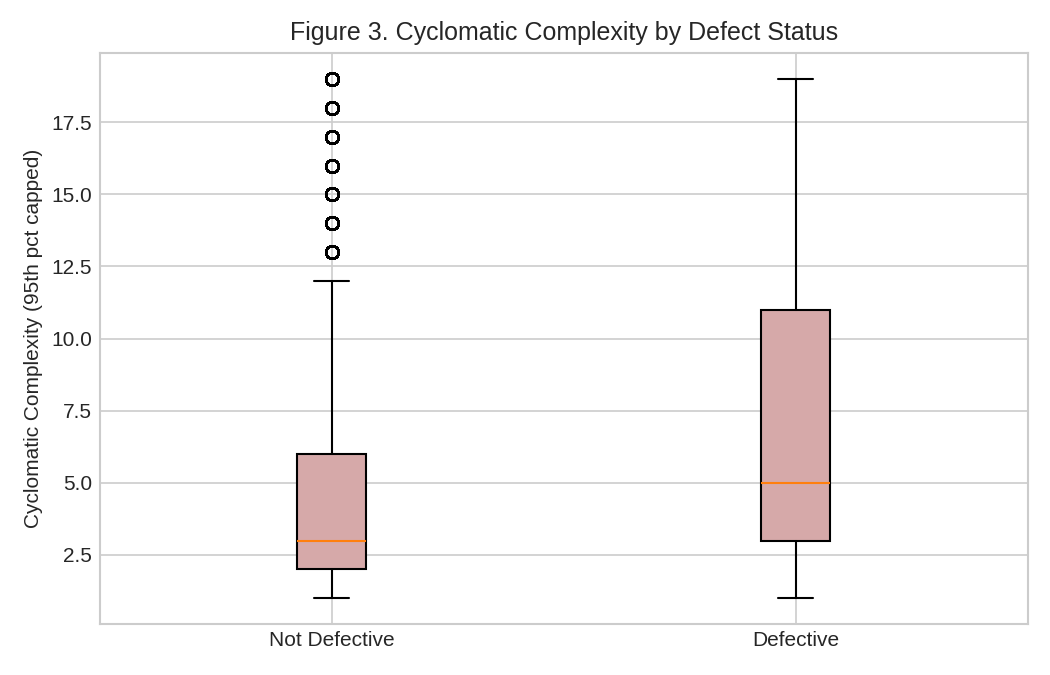 Figure 3. Cyclomatic Complexity by Defect Status
Cyclomatic Complexity (95th pct capped)
17.5
15.0
12.5
10.0
7.5
5.0
2.5
Not Defective
Defective